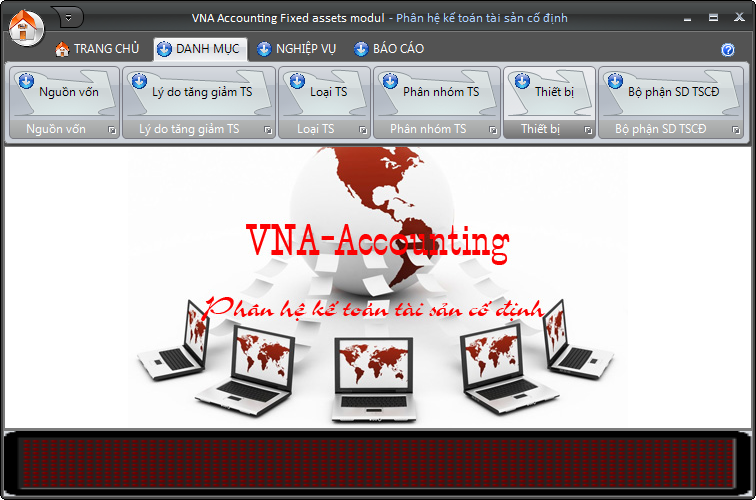 VNA Accounting Fixed assets modul - Phân hệ kế toán tài sản cố định
TRANG CHỦ DANH MỤC NGHIỆP VỤ BÁO CÁO
Nguồn vốn Lý do tăng giảm TS Loại TS Phân nhóm TS Thiết bị Bộ phận SD TSCĐ
Nguồn vốn Lý do tăng giảm TS Loại TS Phân nhóm TS Thiết bị Bộ phận SD TSCĐ
VNA-Accounting
Phân hệ kế toán tài sản cố định